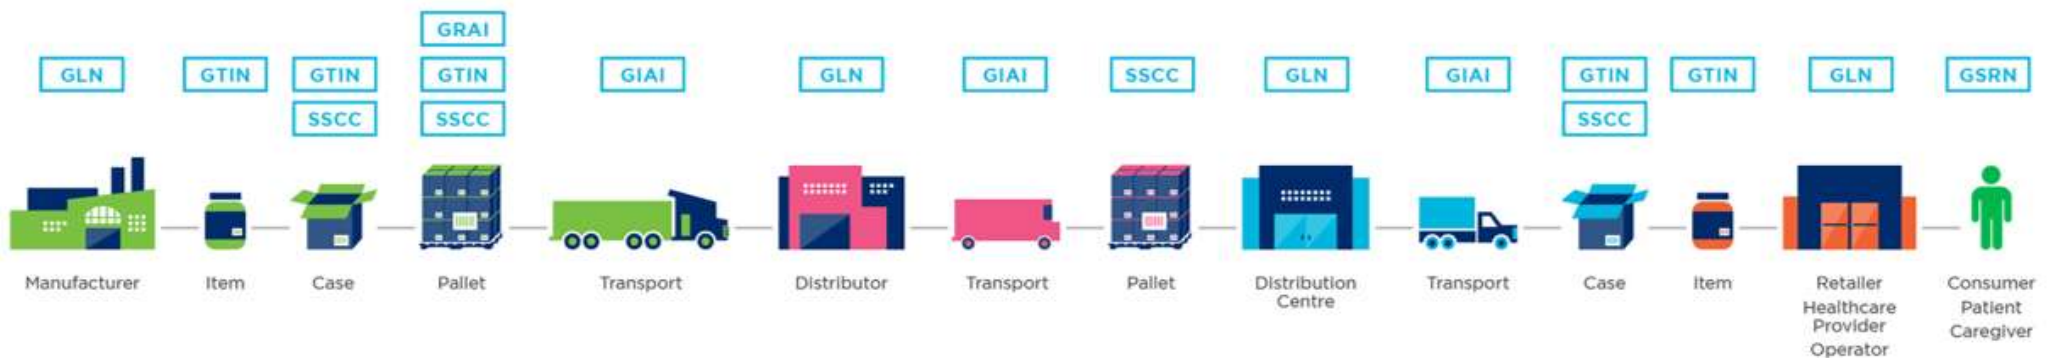 GRAI
GLN GTIN GTIN GTIN GIAI GLN GIAI SSCC GLN GIAI GTIN GTIN GLN GSRN
SSCC SSCC SSCC
Manufacturer Item Case Pallet Transport Distributor Transport Pallet Distribution Transport Case Item Retailer Consumer
Centre Healthcare Patient
Provider Caregiver
Operator